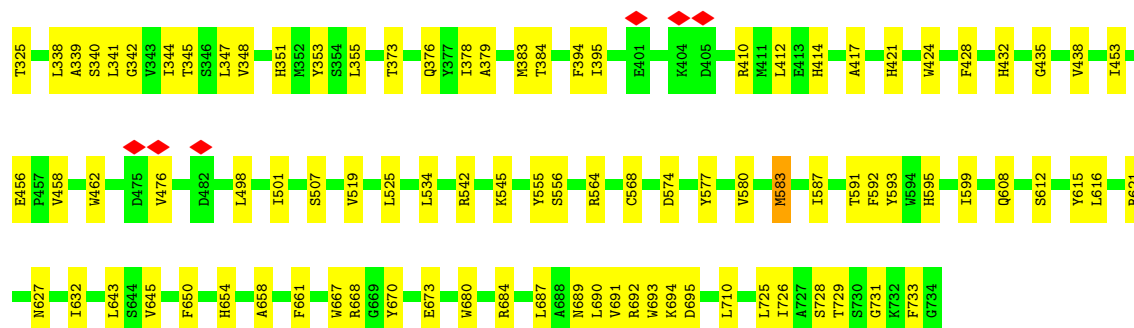 T325 L338 A339 S340 L341 G342 V343 I344 T345 S346 L347 V348 H351 M352 Y353 S354 L355 T373 Q376 Y377 I378 A379 M383 T384 F394 I395 E401 K404 D405 R410 M411 L412 E413 H414 A417 H421 W424 F428 H432 G435 V438 I453
E456 P457 V458 W462 D475 V476 D482 L498 I501 S507 V519 L525 L534 R542 K545 Y555 S556 R564 C568 D574 Y577 V580 M583 I587 T591 F592 Y593 W594 H595 I599 Q608 S612 Y615 L616
N627 I632 L643 S644 V645 F650 H654 A658 F661 W667 R668 G669 Y670 E673 W680 R684 L687 A688 N689 L690 V691 R692 W693 K694 D695 L710 L725 I726 A727 S728 T729 S730 G731 K732 F733 G734